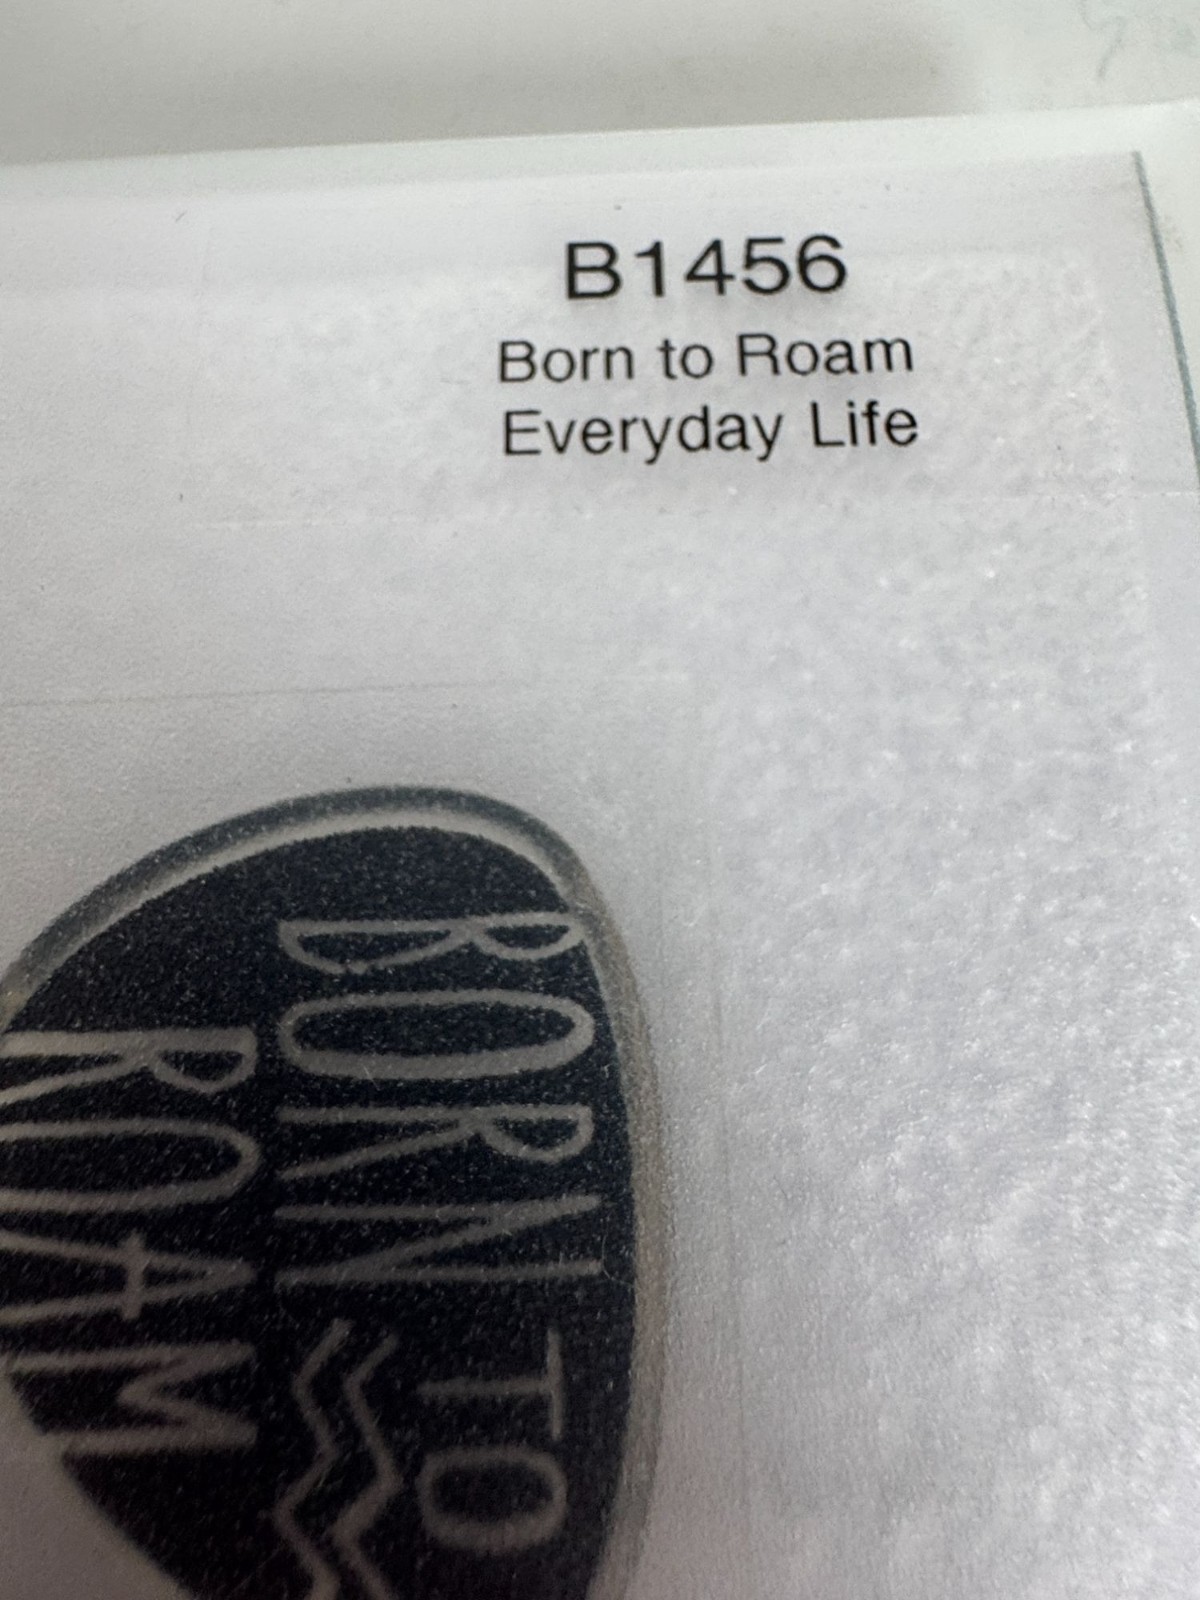 B1456
Born to Roam
Everyday Life
BORN TO
ROAM